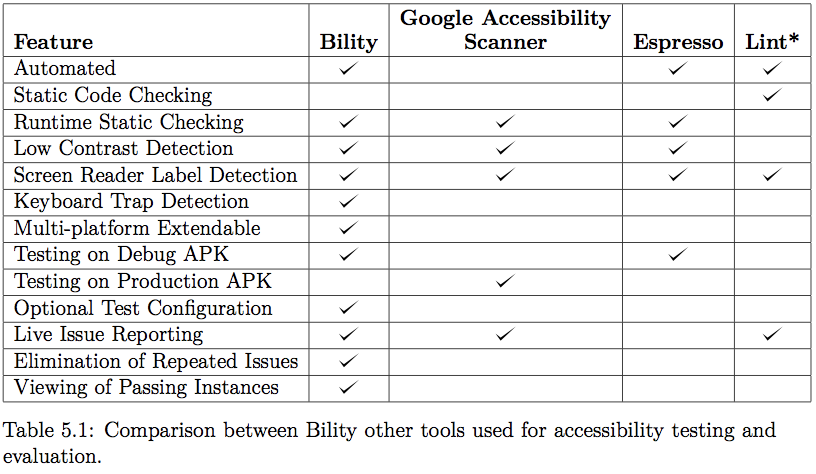 Feature Bility Google Accessibility Scanner Espresso Lint*
Automated ✓ ✓ ✓
Static Code Checking ✓
Runtime Static Checking ✓ ✓ ✓
Low Contrast Detection ✓ ✓ ✓
Screen Reader Label Detection ✓ ✓ ✓ ✓
Keyboard Trap Detection ✓
Multi-platform Extendable ✓
Testing on Debug APK ✓ ✓
Testing on Production APK ✓
Optional Test Configuration ✓
Live Issue Reporting ✓ ✓ ✓
Elimination of Repeated Issues ✓
Viewing of Passing Instances ✓
Table 5.1: Comparison between Bility other tools used for accessibility testing and
evaluation.